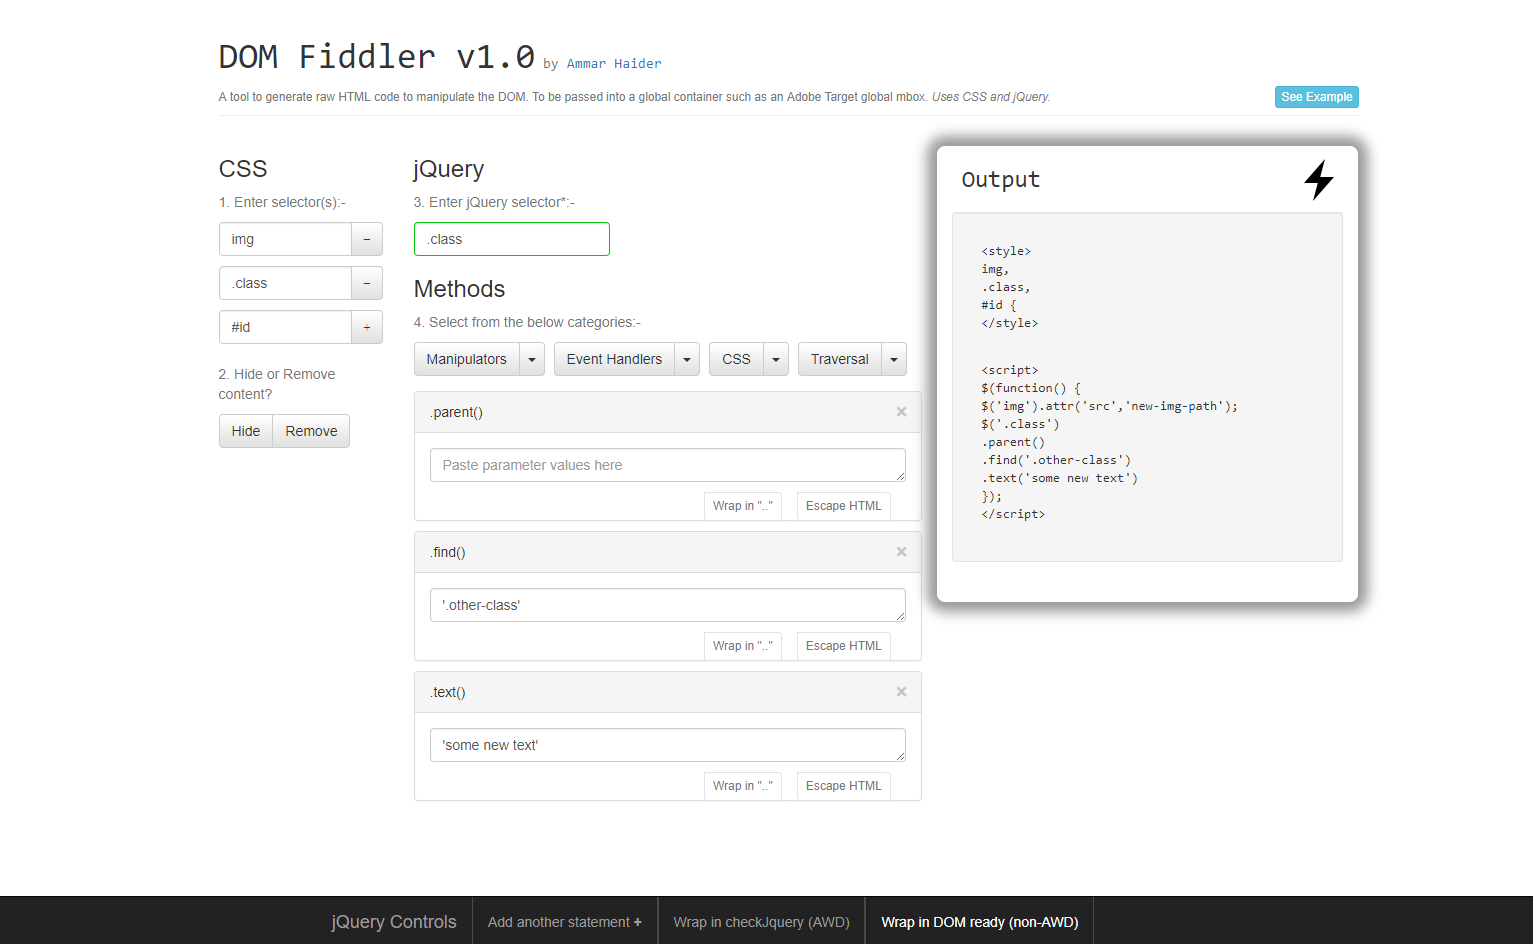 DOM Fiddler v1.0 by Ammar Haider
A tool to generate raw HTML code to manipulate the DOM. To be passed into a global container such as an Adobe Target global mbox. Uses CSS and jQuery.
See Example
CSS
1. Enter selector(s):-
img −
.class −
#id +
2. Hide or Remove
content?
Hide Remove
jQuery
3. Enter jQuery selector*:-
.class
Methods
4. Select from the below categories:-
Manipulators Event Handlers CSS Traversal
.parent() ×
Paste parameter values here
Wrap in ".." Escape HTML
.find() ×
'.other-class'
Wrap in ".." Escape HTML
.text() ×
'some new text'
Wrap in ".." Escape HTML
Output
<style>
img,
.class,
#id {
</style>
<script>
$(function() {
$('img').attr('src','new-img-path');
$('.class')
.parent()
.find('.other-class')
.text('some new text')
});
</script>
jQuery Controls Add another statement + Wrap in checkJquery (AWD) Wrap in DOM ready (non-AWD)